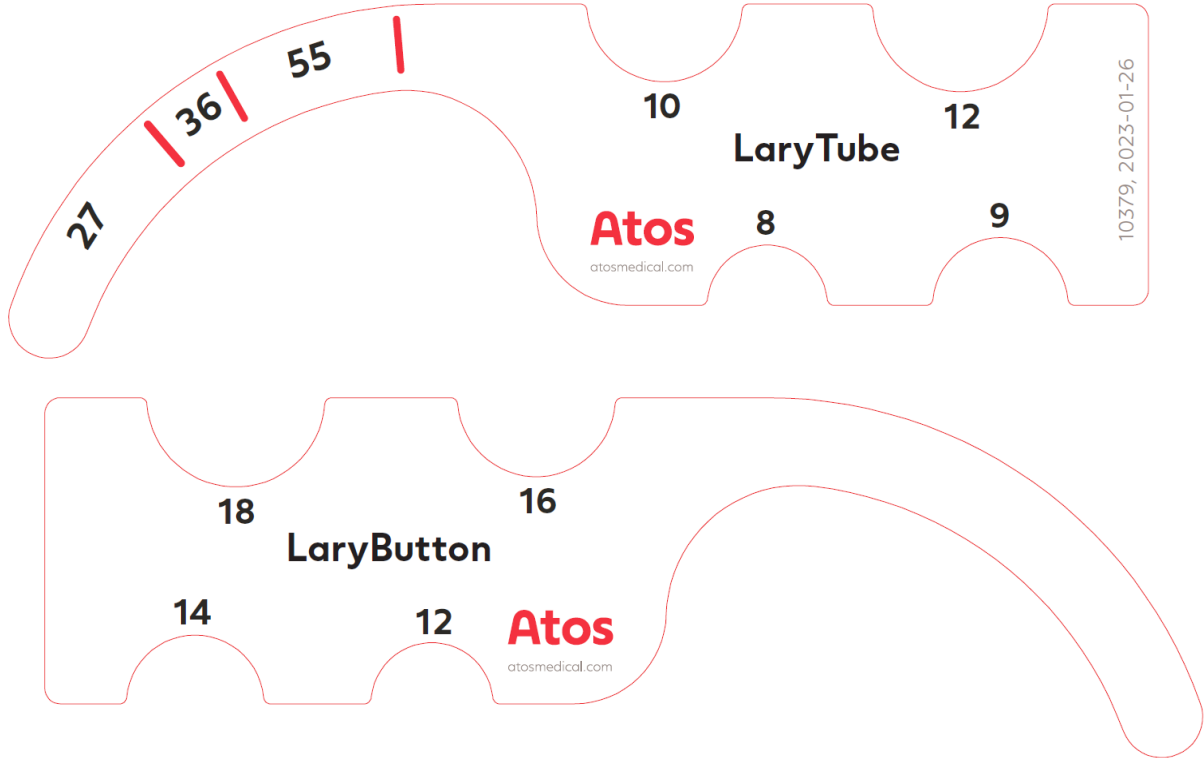 55
36
27
10
12
LaryTube
10379, 2023-01-26
Atos
atosmedical.com
8
9
18
16
LaryButton
14
12
Atos
atosmedical.com